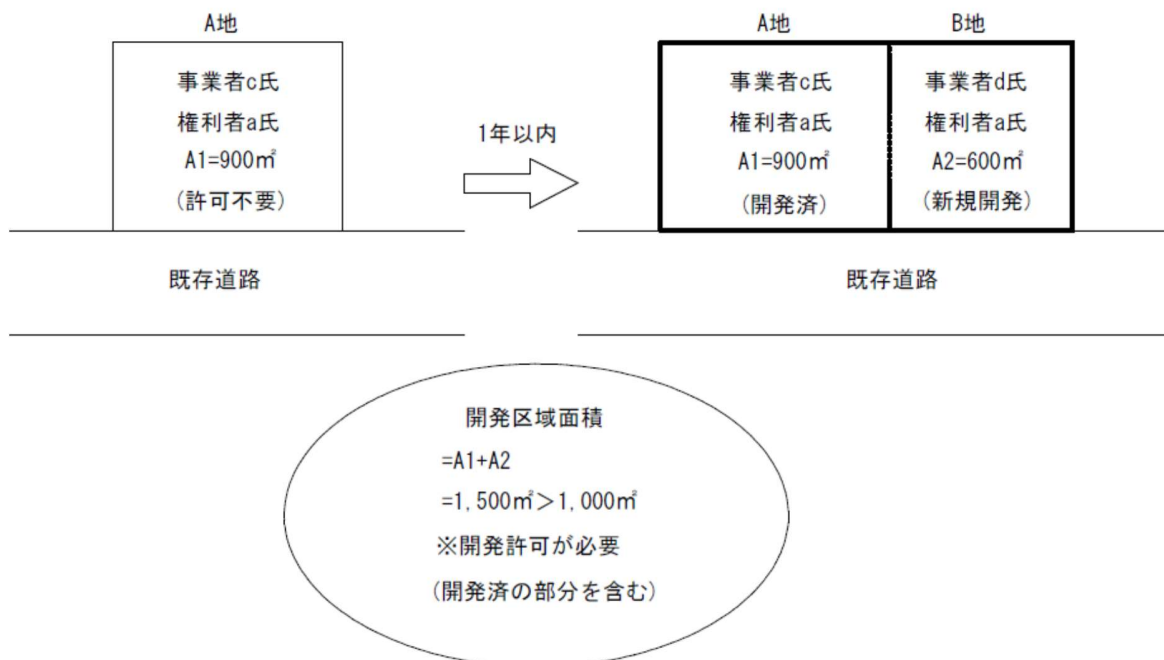 A地
事業者c氏
権利者a氏
A1=900㎡
(許可不要)
既存道路
1年以内
A地
事業者c氏
権利者a氏
A1=900㎡
(開発済)
B地
事業者d氏
権利者a氏
A2=600㎡
(新規開発)
既存道路
開発区域面積
=A1+A2
=1,500㎡＞1,000㎡
※開発許可が必要
(開発済の部分を含む)